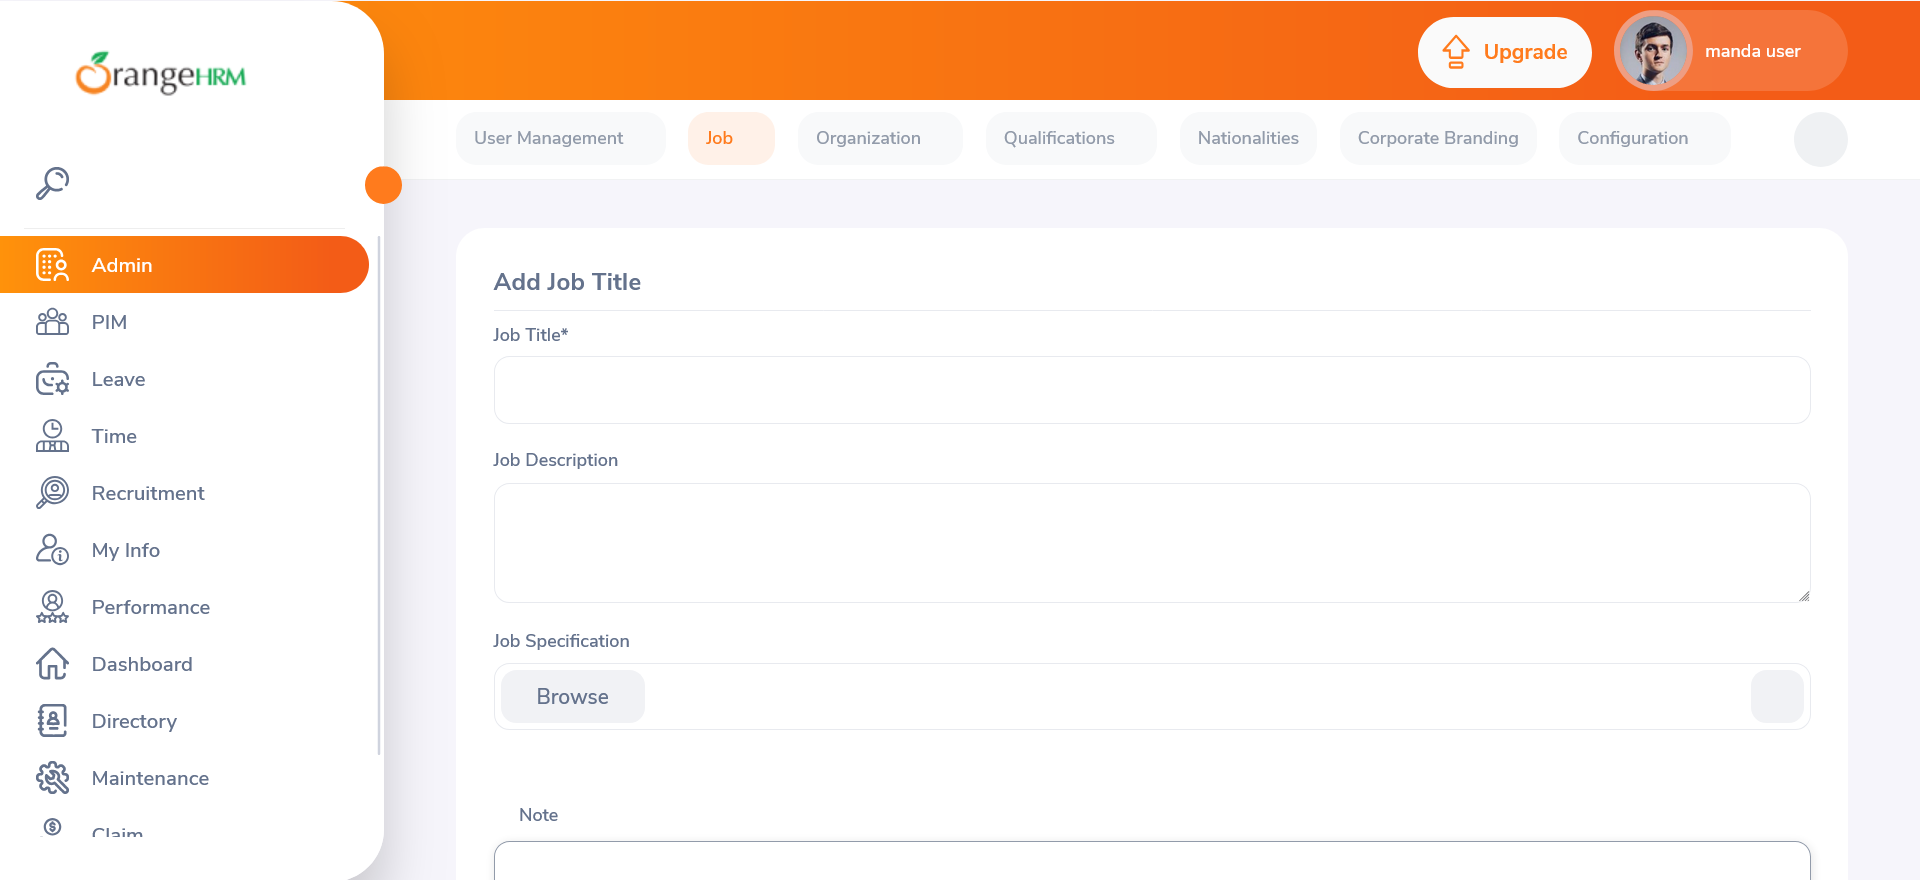 OrangeHRM
Upgrade
manda user
User Management
Job
Organization
Qualifications
Nationalities
Corporate Branding
Configuration
Admin
PIM
Leave
Time
Recruitment
My Info
Performance
Dashboard
Directory
Maintenance
Claim
Add Job Title
Job Title*
Job Description
Job Specification
Browse
Note